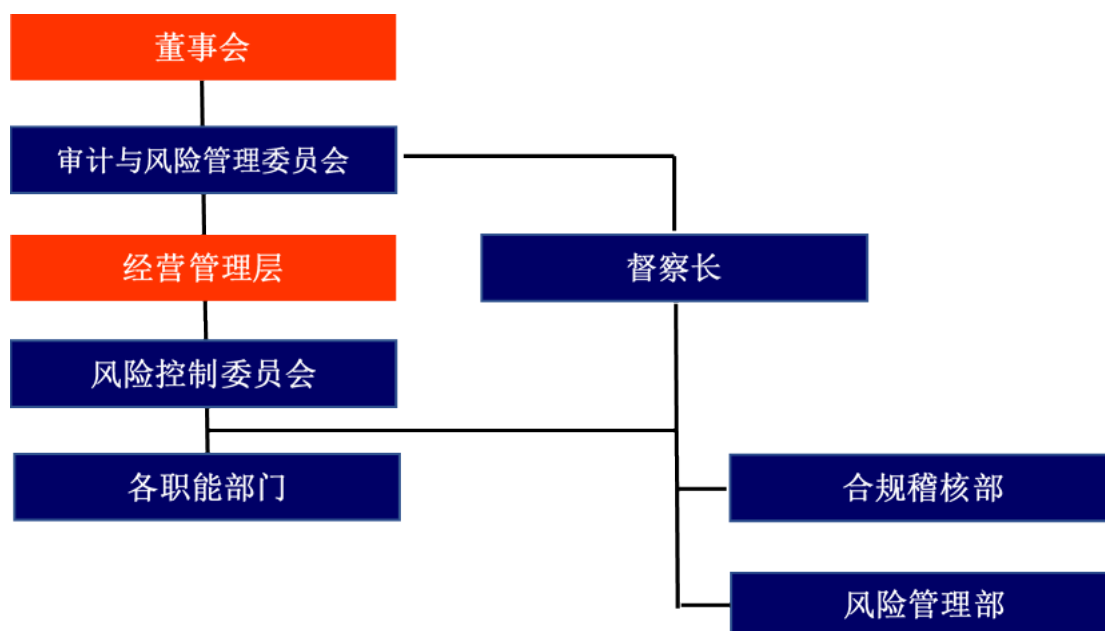 董事会
审计与风险管理委员会
经营管理层
督察长
风险控制委员会
各职能部门
合规稽核部
风险管理部